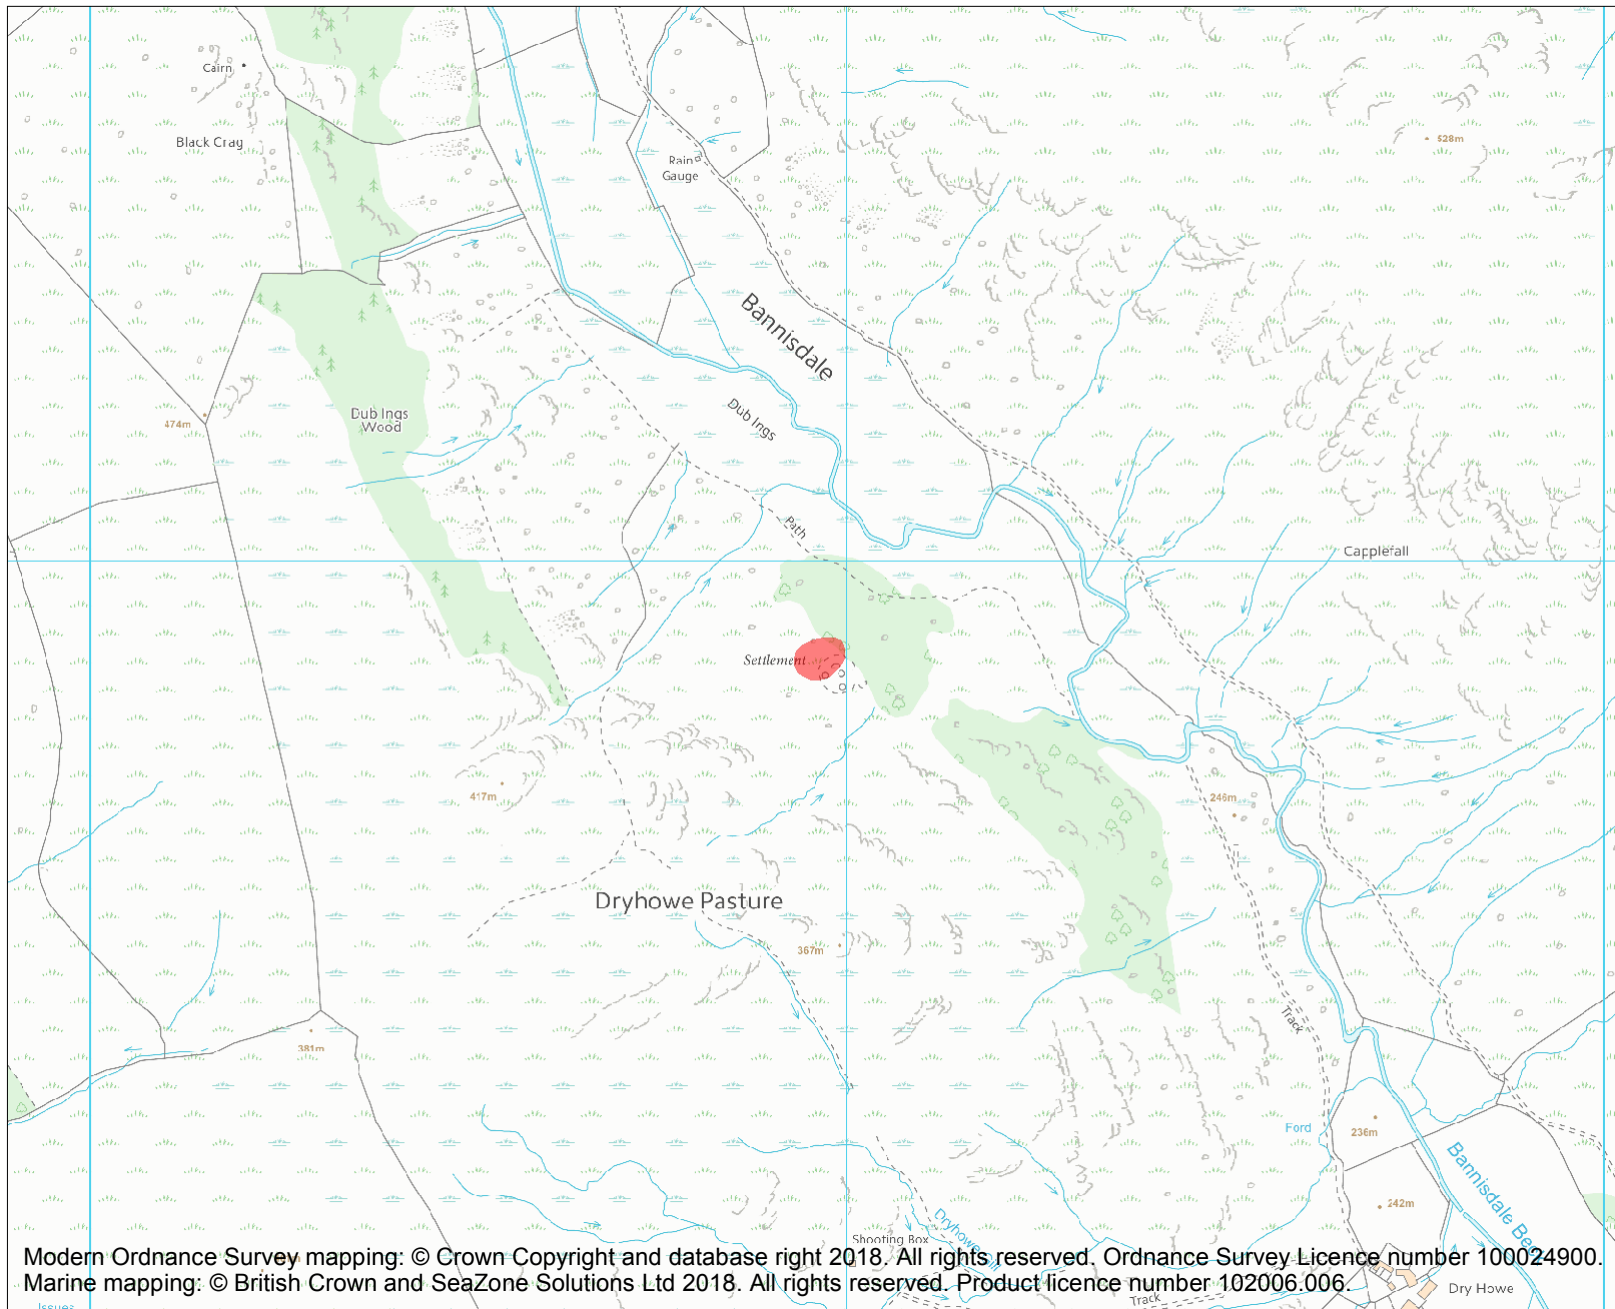 Cairn
Black Crag
Rain
Gauge
528m
Bannisdale
Dub Ings
Dub Ings
Wood
474m
Path
Capplefall
Settlement
417m
246m
Dryhowe Pasture
367m
Track
381m
Ford
236m
Bannisdale Beck
242m
Dryhowe Gill
Shooting Box
Modern Ordnance Survey mapping: © Crown Copyright and database right 2018. All rights reserved. Ordnance Survey Licence number 100024900.
Marine mapping: © British Crown and SeaZone Solutions Ltd 2018. All rights reserved. Product licence number 102006.006.
Dry Howe
Track
Issues